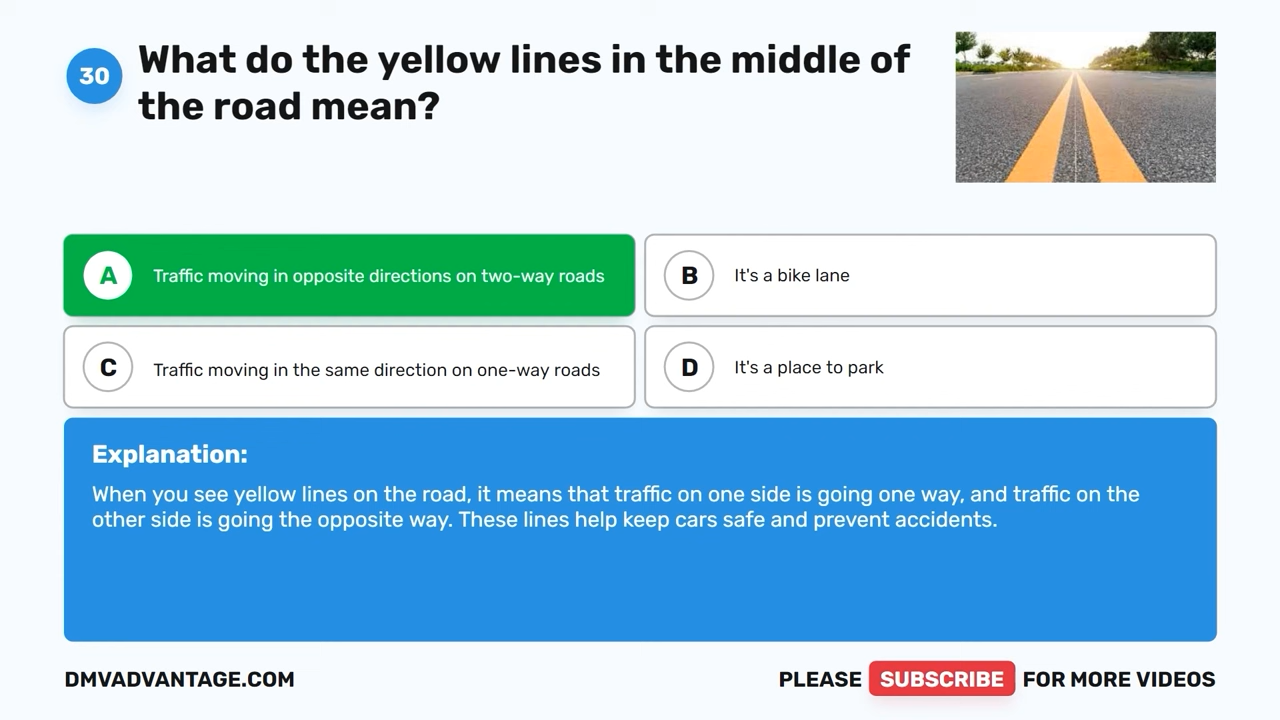 30
What do the yellow lines in the middle of
the road mean?
A Traffic moving in opposite directions on two-way roads
B It's a bike lane
C Traffic moving in the same direction on one-way roads
D It's a place to park
Explanation:
When you see yellow lines on the road, it means that traffic on one side is going one way, and traffic on the
other side is going the opposite way. These lines help keep cars safe and prevent accidents.
DMVADVANTAGE.COM
PLEASE SUBSCRIBE FOR MORE VIDEOS